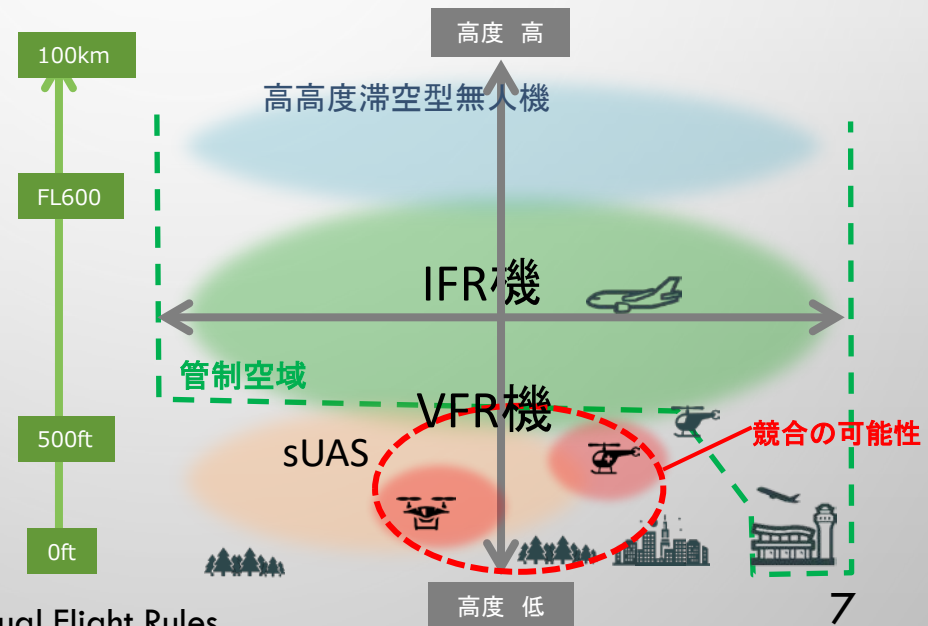 高度 高
100km
高高度滞空型無人機
FL600
IFR機
管制空域
VFR機
500ft
sUAS
競合の可能性
0ft
高度 低
Flight Rules
7